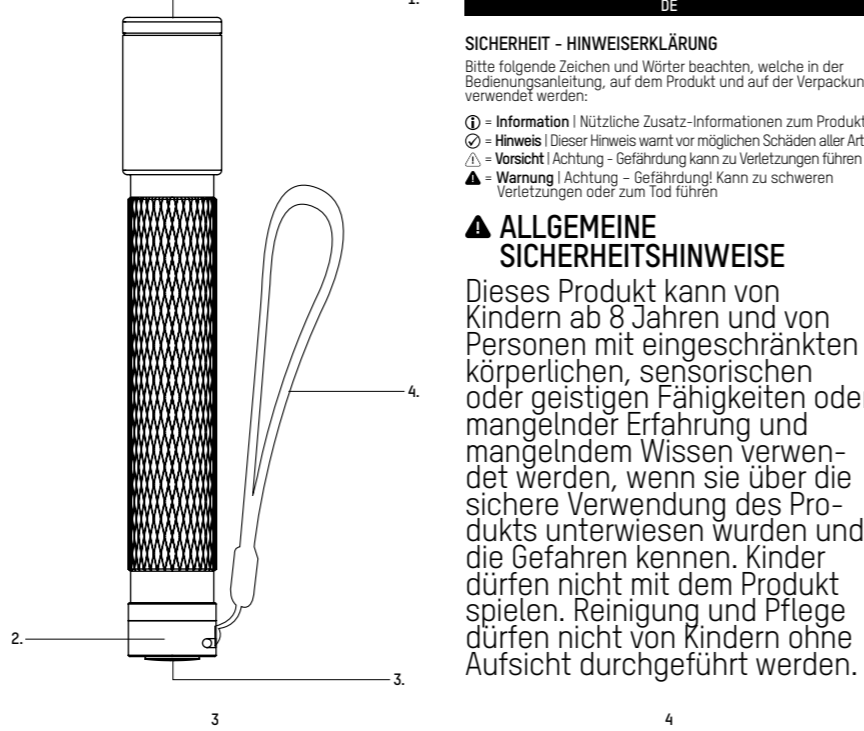 1.
4.
2.
3.
3
DE
SICHERHEIT - HINWEISERKLÄRUNG
Bitte folgende Zeichen und Wörter beachten, welche in der
Bedienungsanleitung, auf dem Produkt und auf der Verpackun
verwendet werden:
= Information | Nützliche Zusatz-Informationen zum Produkt
= Hinweis | Dieser Hinweis warnt vor möglichen Schäden aller Art
= Vorsicht | Achtung - Gefährdung kann zu Verletzungen führen
= Warnung | Achtung – Gefährdung! Kann zu schweren
Verletzungen oder zum Tod führen
ALLGEMEINE
SICHERHEITSHINWEISE
Dieses Produkt kann von
Kindern ab 8 Jahren und von
Personen mit eingeschränkten
körperlichen, sensorischen
oder geistigen Fähigkeiten oder
mangelnder Erfahrung und
mangelndem Wissen verwen-
det werden, wenn sie über die
sichere Verwendung des Pro-
dukts unterwiesen wurden und
die Gefahren kennen. Kinder
dürfen nicht mit dem Produkt
spielen. Reinigung und Pflege
dürfen nicht von Kindern ohne
Aufsicht durchgeführt werden.
4